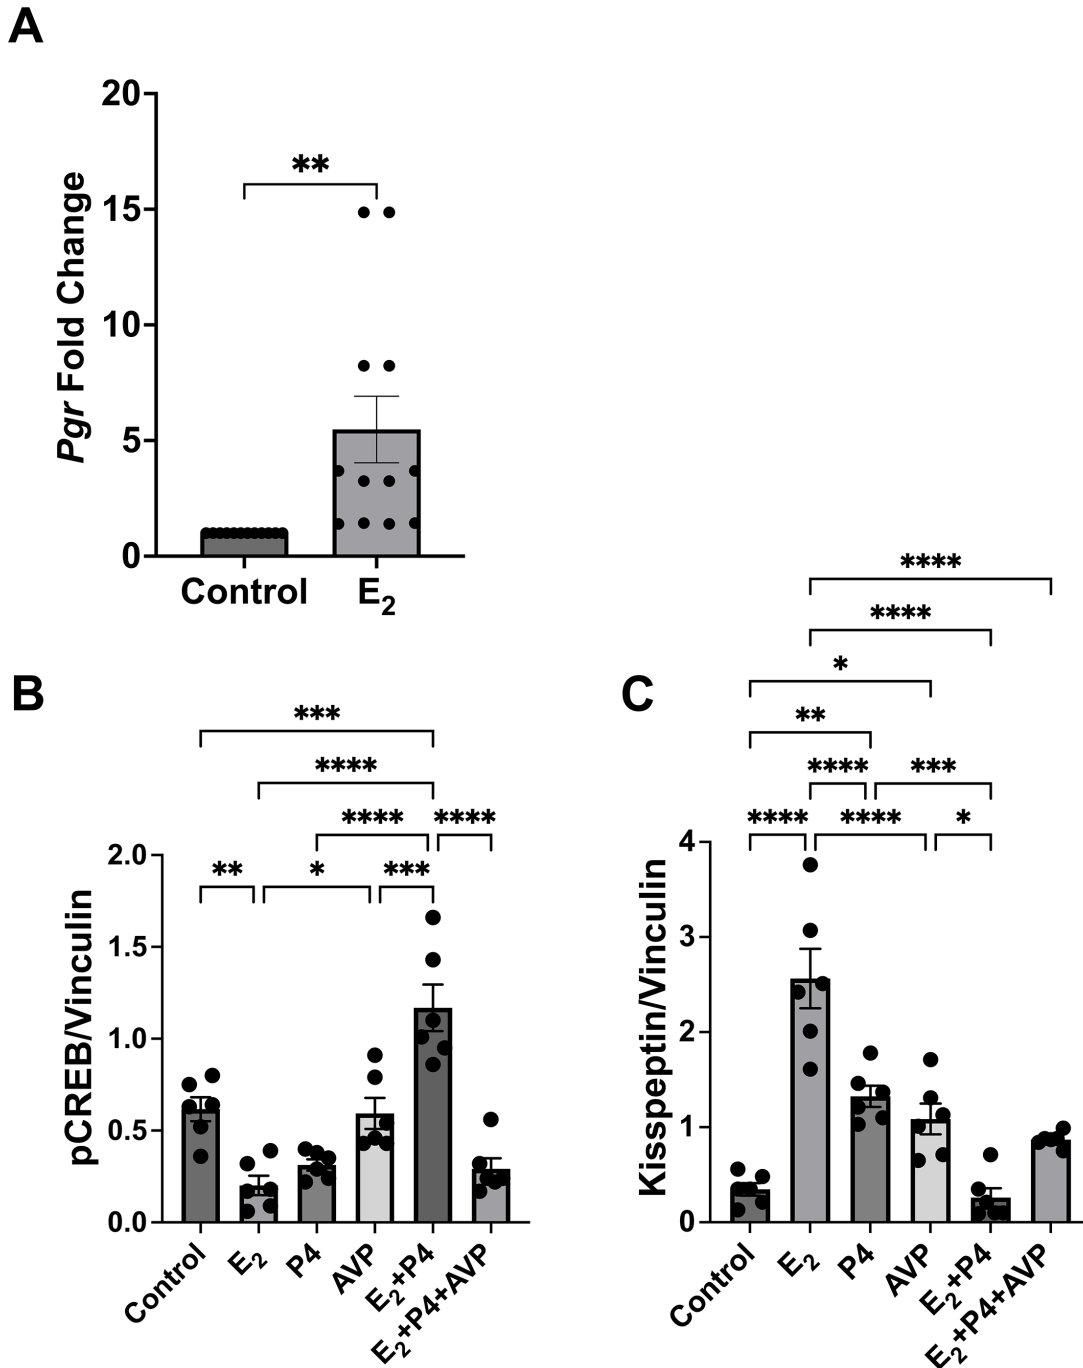 A
Pgr Fold Change
20
15
10
5
0
**
Control
E₂
B
pCREB/Vinculin
2.0
1.5
1.0
0.5
0.0
***
****
**** ****
** * ***
Control
E₂
P4
AVP
E₂+P4
E₂+P4+AVP
C
Kisspeptin/Vinculin
4
3
2
1
0
****
****
*
**
**** ***
**** **** *
Control
E₂
P4
AVP
E₂+P4
E₂+P4+AVP